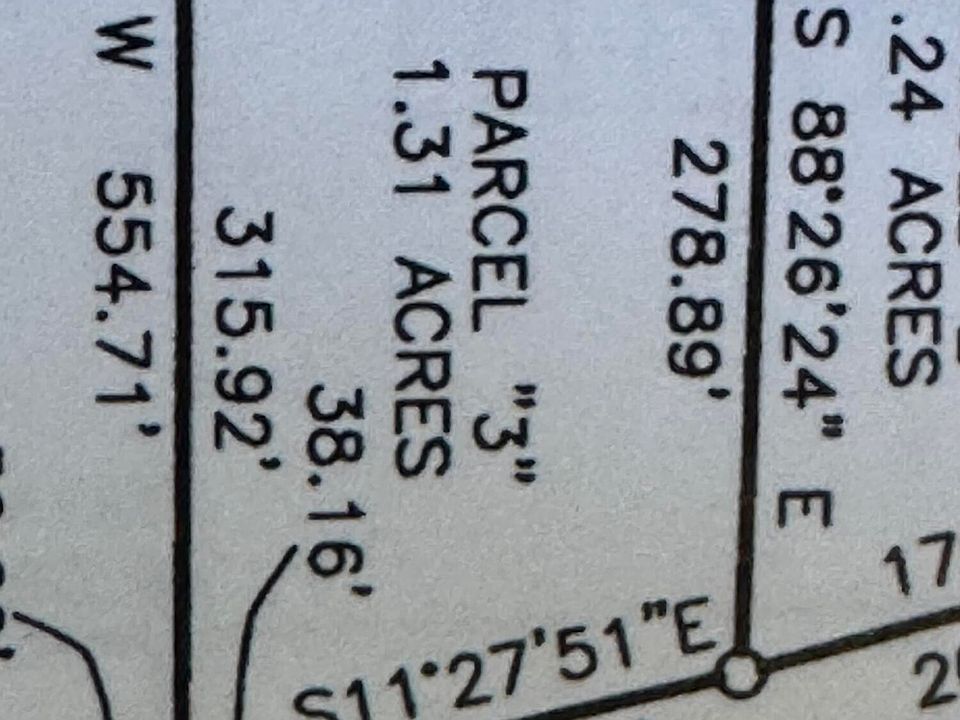 .24 ACRES
S 88°26'24" E
278.89'
PARCEL "3"
1.31 ACRES
38.16'
315.92'
W 554.71'
S11°27'51"E
17